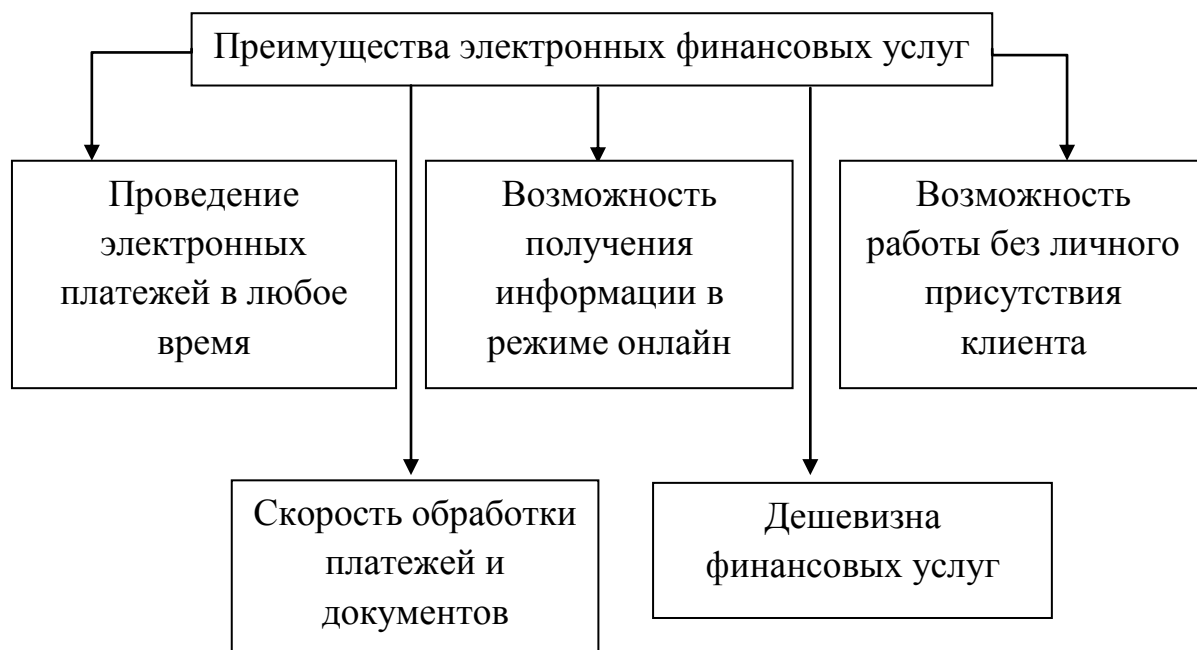 Преимущества электронных финансовых услуг
Проведение
электронных
платежей в любое
время
Возможность
получения
информации в
режиме онлайн
Возможность
работы без личного
присутствия
клиента
Скорость обработки
платежей и
документов
Дешевизна
финансовых услуг